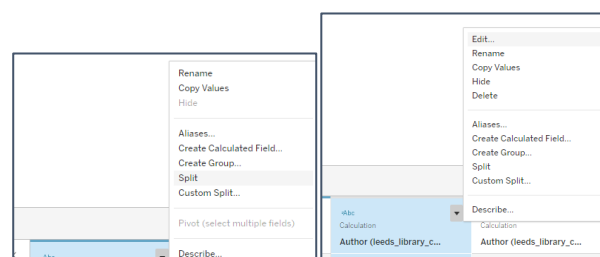 Rename
Copy Values
Hide
Aliases...
Create Calculated Field...
Create Group...
Split
Custom Split...
Pivot (select multiple fields)
Describe...
Abc
Edit...
Rename
Copy Values
Hide
Delete
Aliases...
Create Calculated Field...
Create Group...
Split
Custom Split...
Describe...
=Abc
Calculation
Calculation
Author (leeds_library_c...
Author (leeds_library_c...